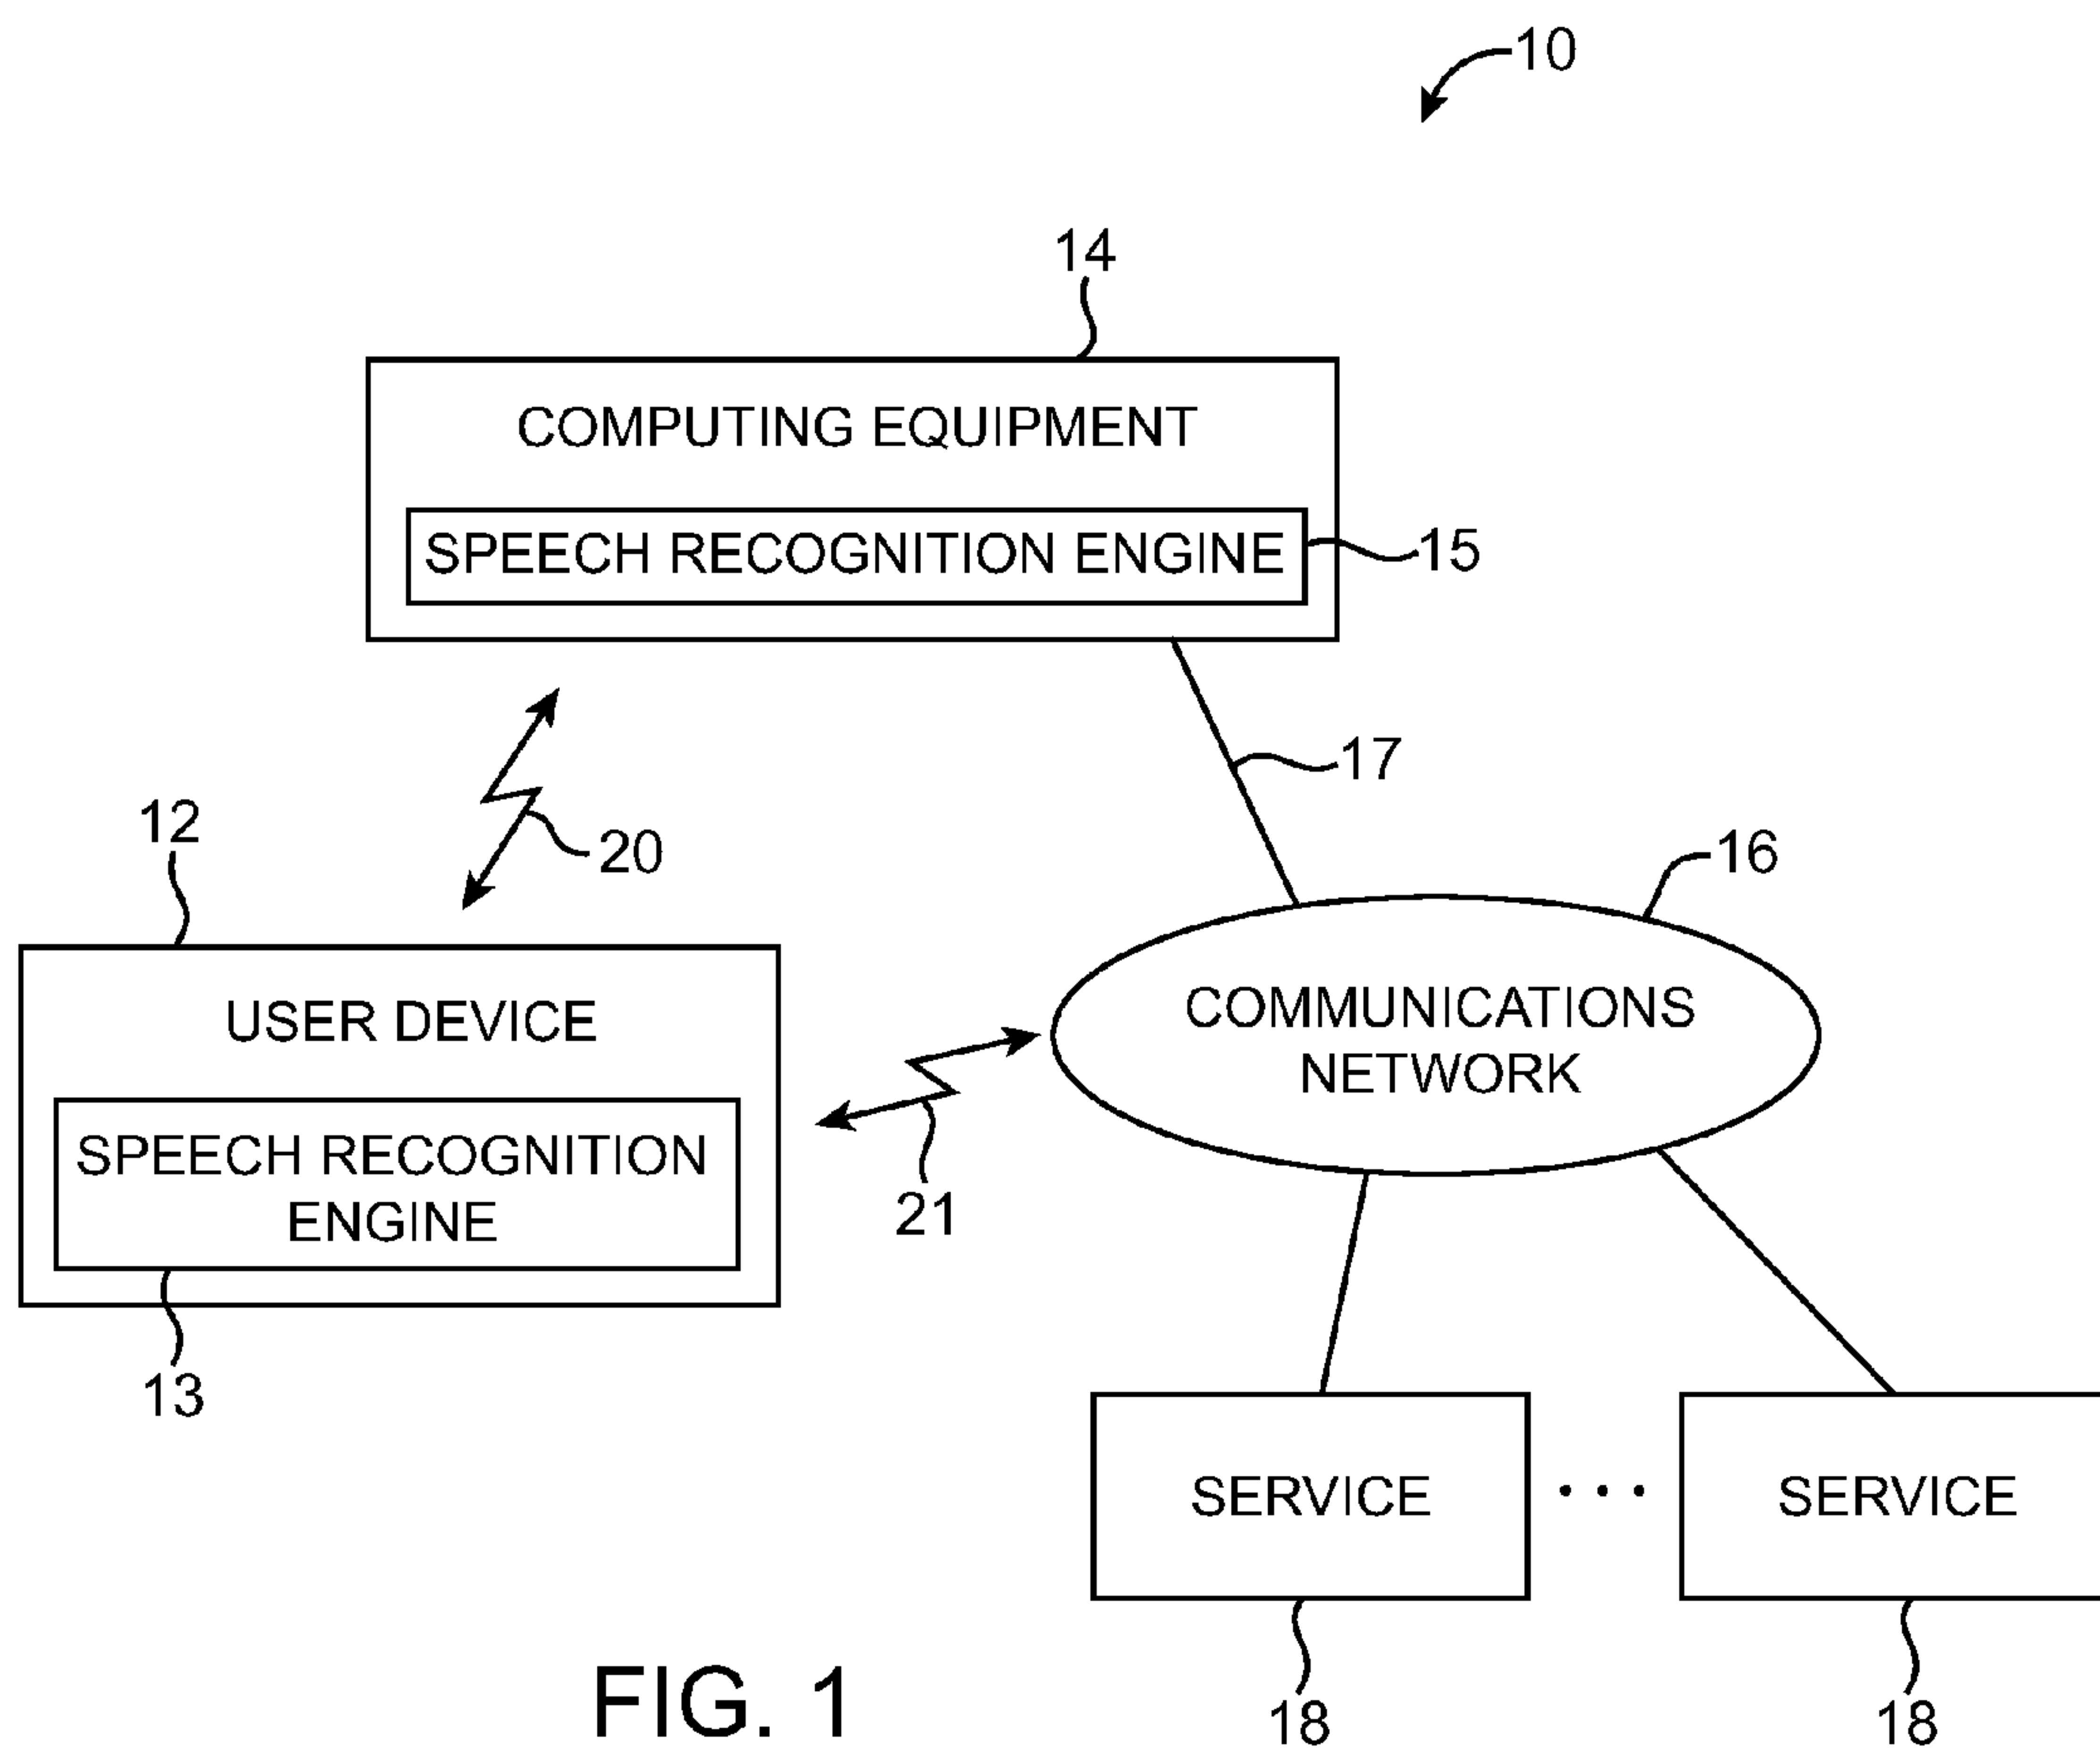 10
14
COMPUTING EQUIPMENT
SPEECH RECOGNITION ENGINE
15
17
12
20
16
USER DEVICE
COMMUNICATIONS
NETWORK
SPEECH RECOGNITION
ENGINE
21
13
SERVICE
• • •
SERVICE
FIG. 1
18
18